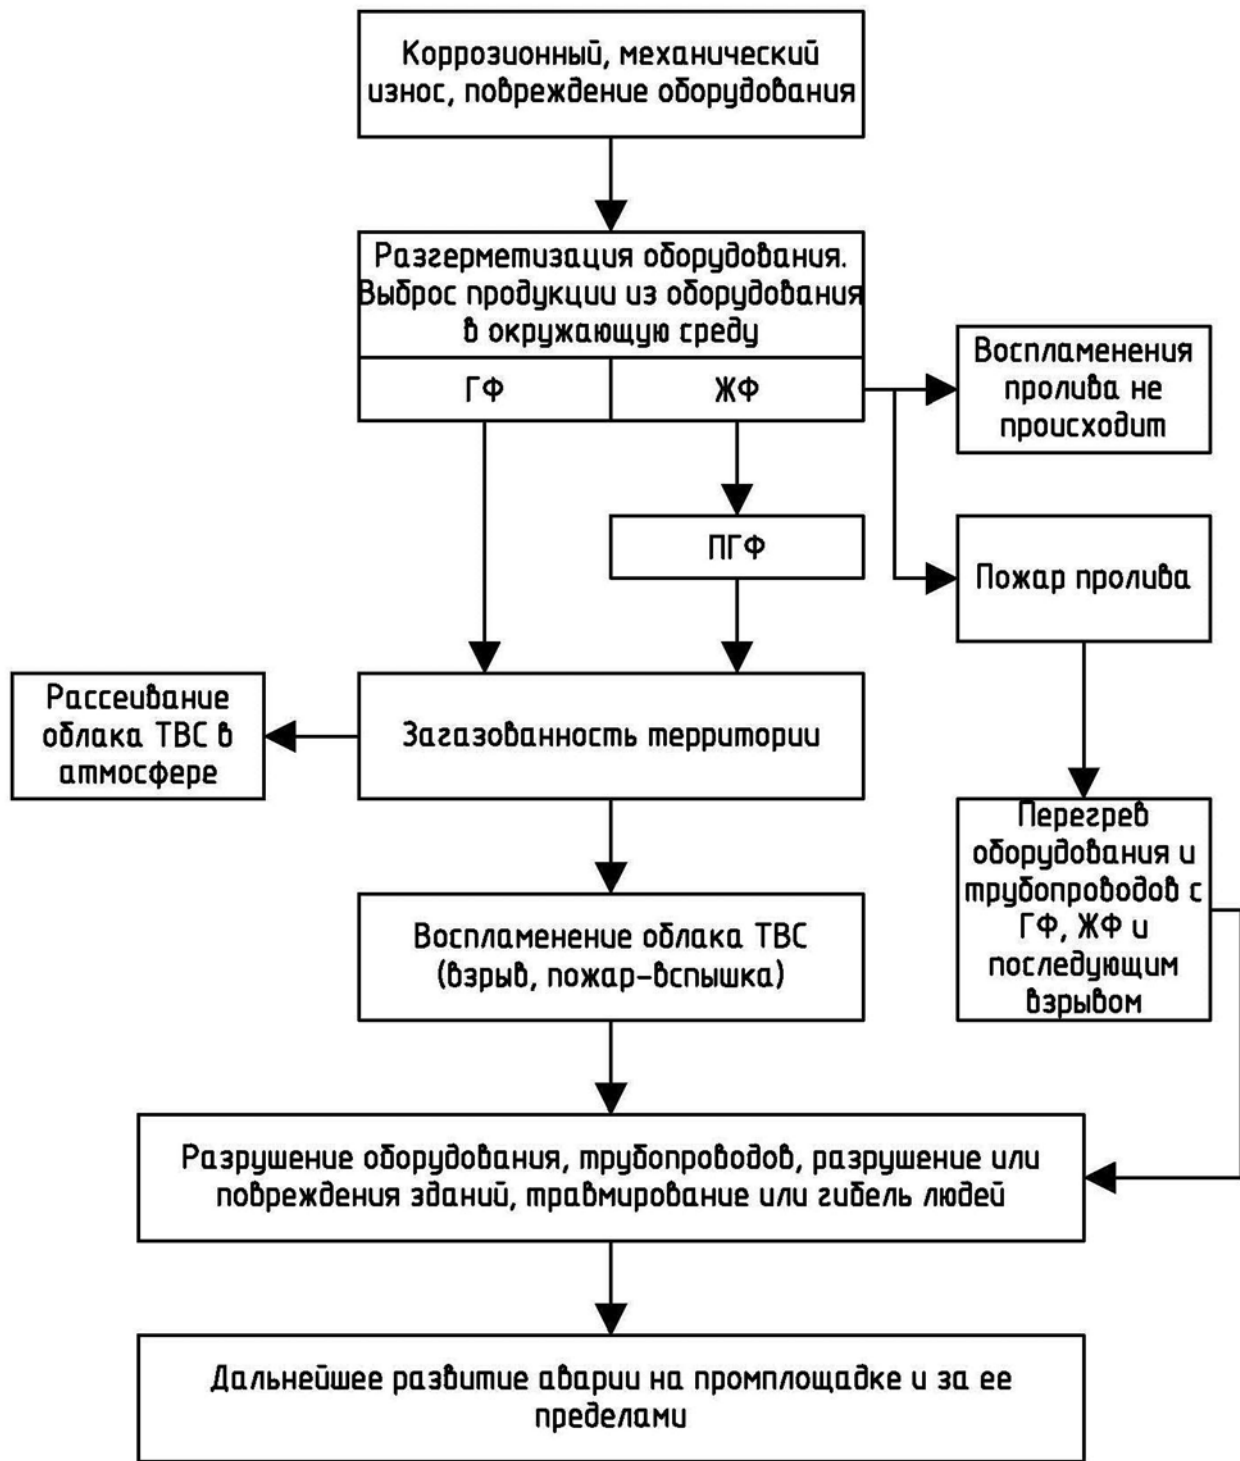 Коррозионный, механический
износ, повреждение оборудования
Разгерметизация оборудования.
Выброс продукции из оборудования
в окружающую среду
ГФ
ЖФ
Воспламенения
пролива не
происходит
ПГФ
Пожар пролива
Рассеивание
облака ТВС в
атмосфере
Загазованность территории
Перегрев
оборудования и
трубопроводов с
ГФ, ЖФ и
последующим
взрывом
Воспламенение облака ТВС
(взрыв, пожар-вспышка)
Разрушение оборудования, трубопроводов, разрушение или
повреждения зданий, травмирование или гибель людей
Дальнейшее развитие аварии на промплощадке и за ее
пределами